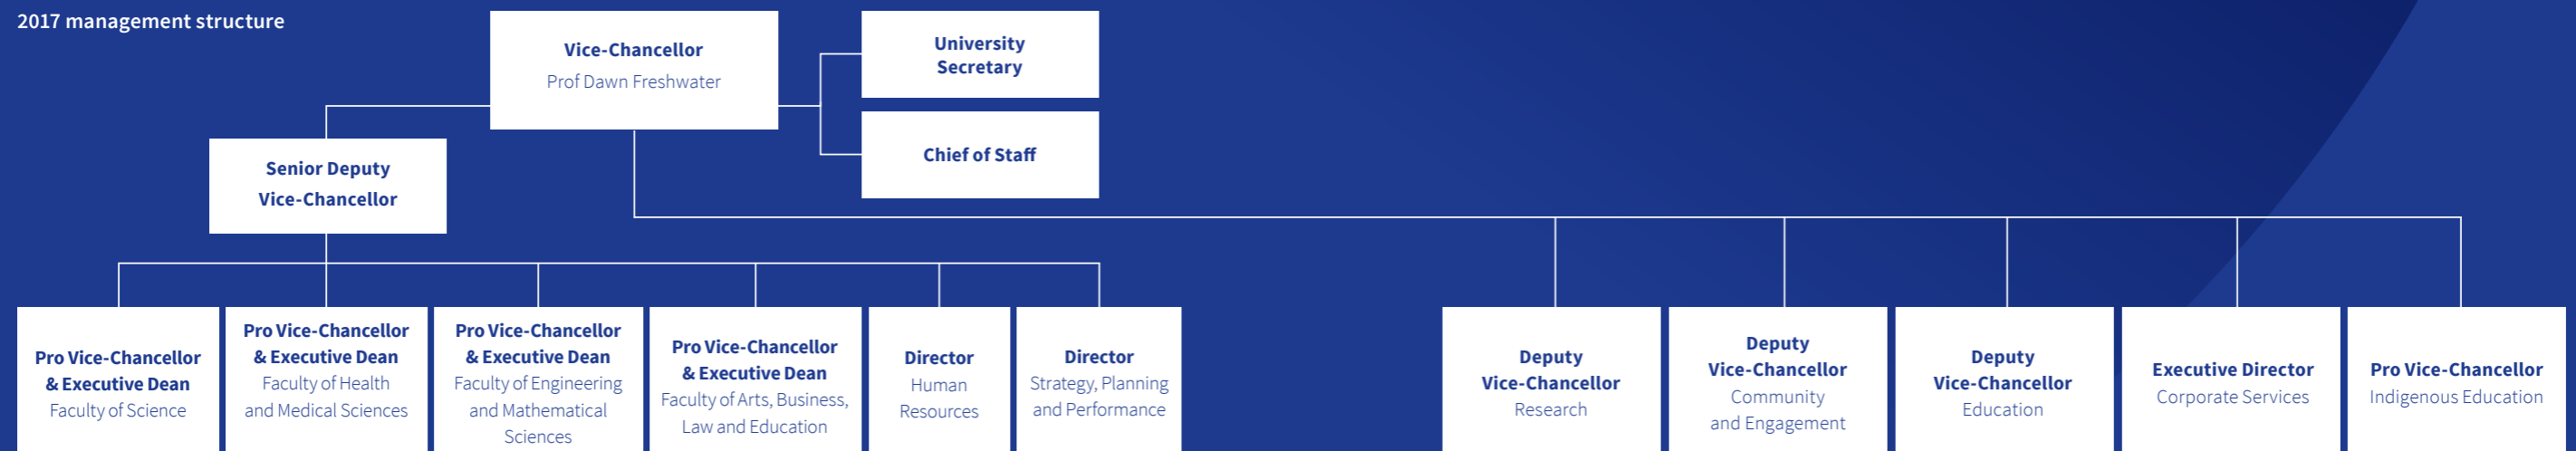 2017 management structure
Vice-Chancellor
Prof Dawn Freshwater
University
Secretary
Chief of Staff
Senior Deputy
Vice-Chancellor
Pro Vice-Chancellor
& Executive Dean
Faculty of Science
Pro Vice-Chancellor
& Executive Dean
Faculty of Health
and Medical Sciences
Pro Vice-Chancellor
& Executive Dean
Faculty of Engineering
and Mathematical
Sciences
Pro Vice-Chancellor
& Executive Dean
Faculty of Arts, Business,
Law and Education
Director
Human
Resources
Director
Strategy, Planning
and Performance
Deputy
Vice-Chancellor
Research
Deputy
Vice-Chancellor
Community
and Engagement
Deputy
Vice-Chancellor
Education
Executive Director
Corporate Services
Pro Vice-Chancellor
Indigenous Education